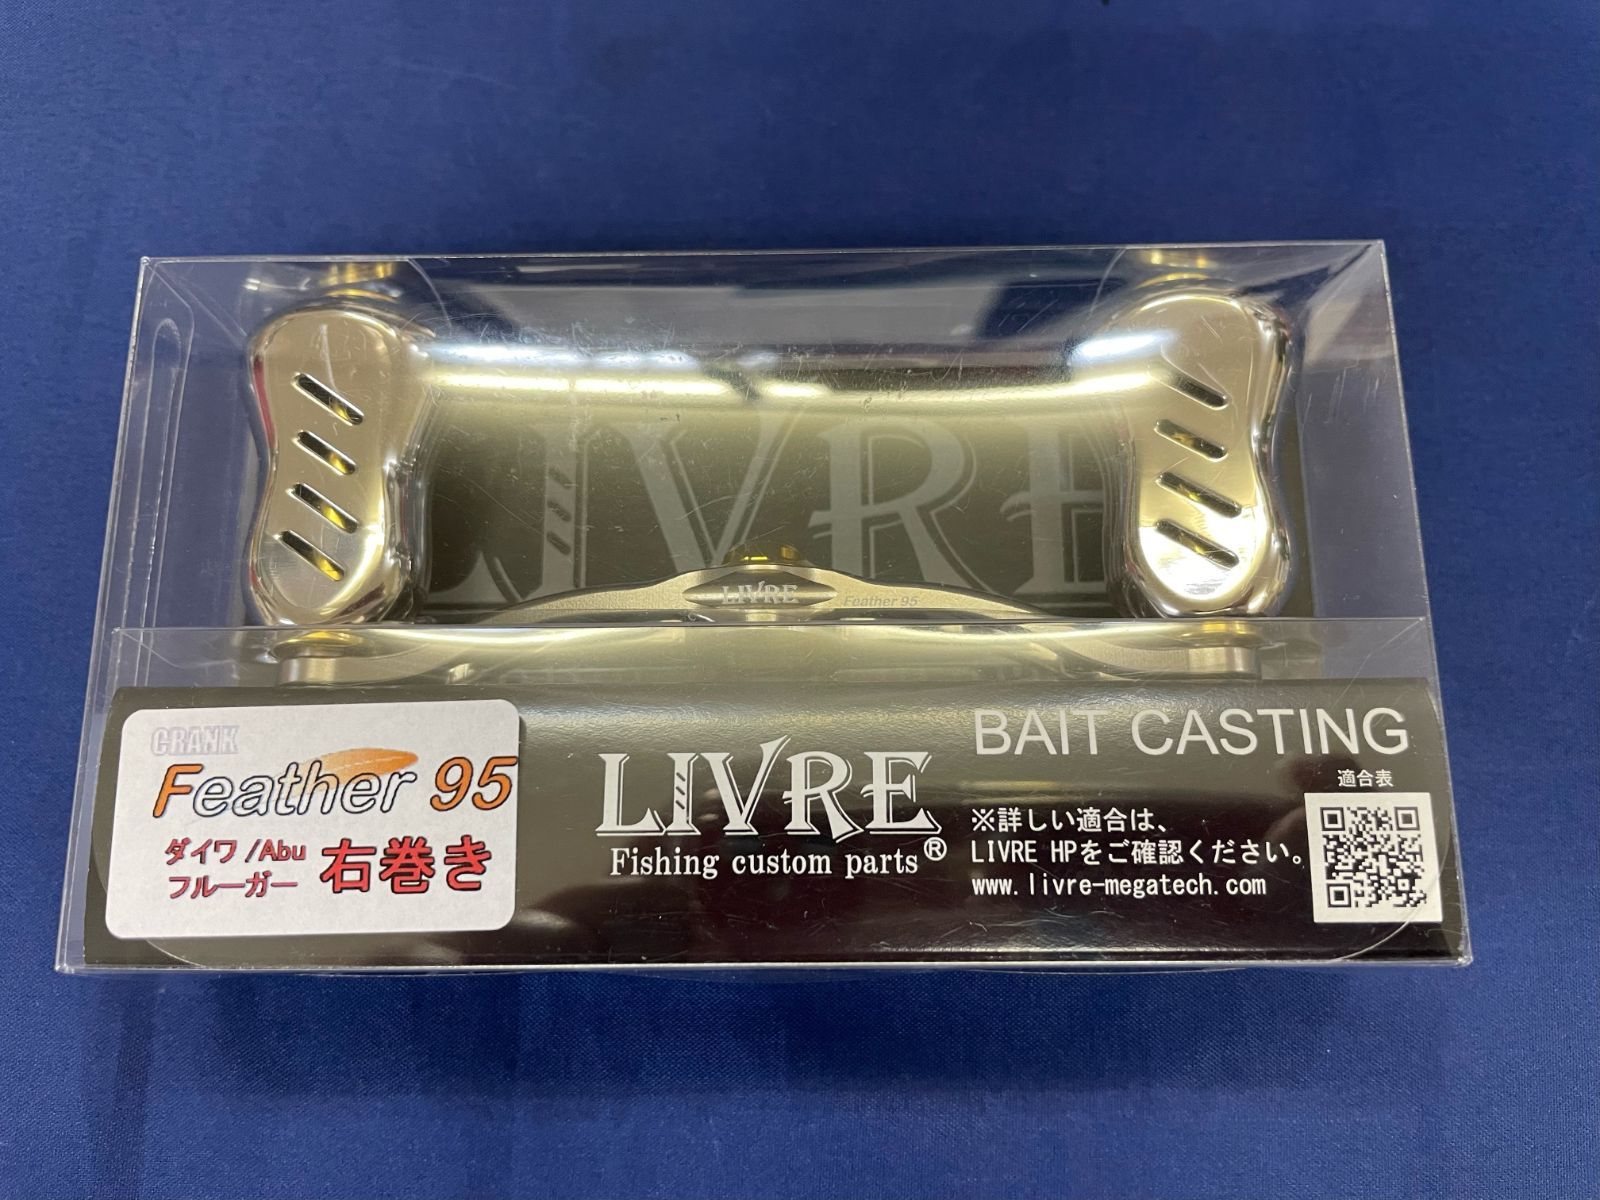 LIVRE
LIVRE
Feather 95
CRANK
Feather 95
ダイワ/Abu
フルーガー
右巻き
LIVRE
Fishing custom parts®
BAIT CASTING
適合表
※詳しい適合は、
LIVRE HPをご確認ください。
www.livre-megatech.com